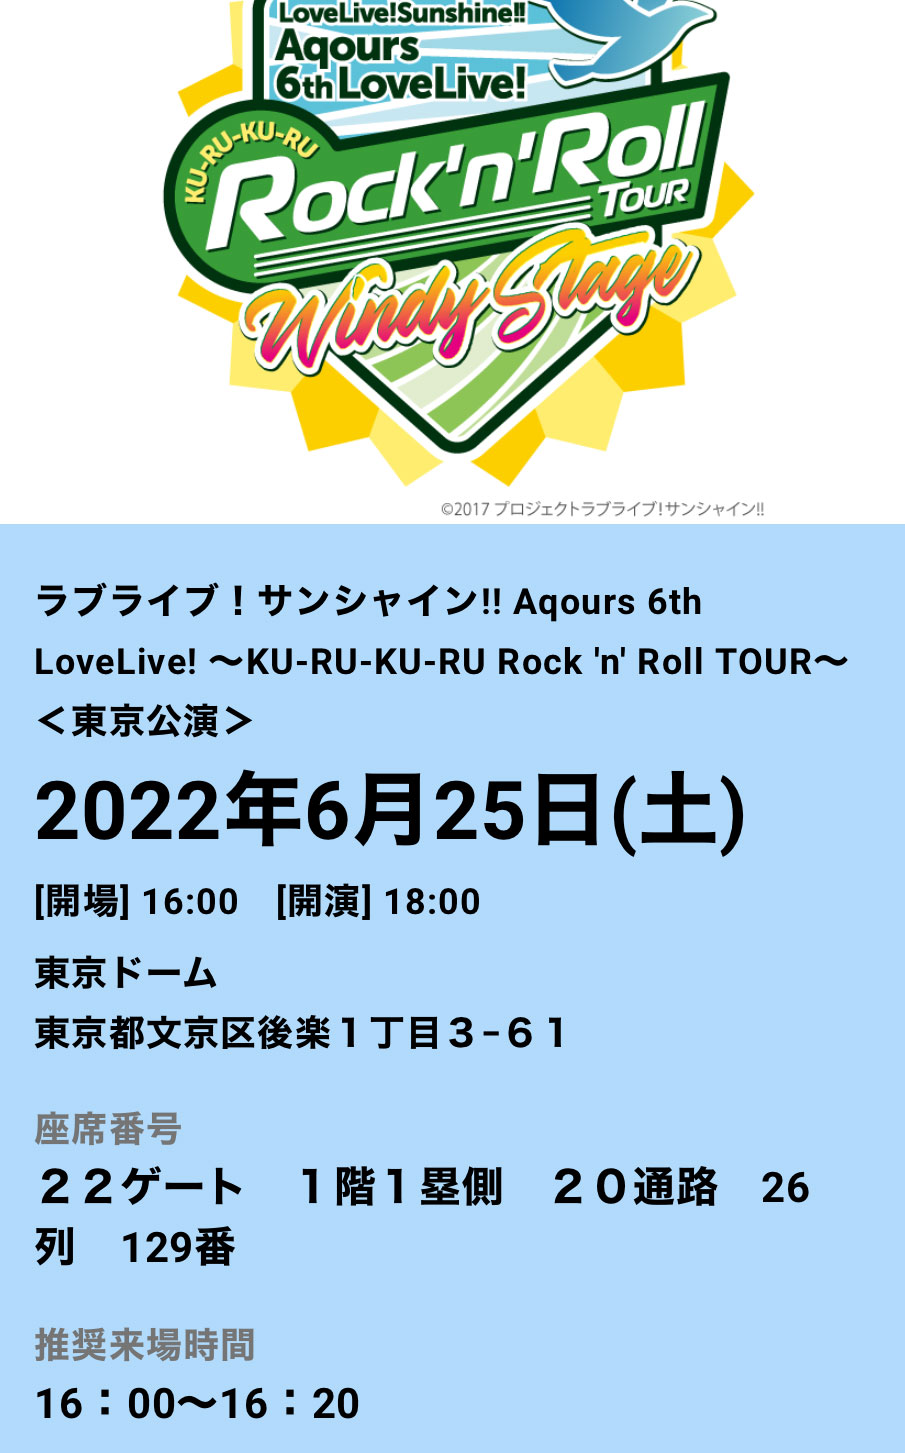 LoveLive!Sunshine!!
Aqours
6th LoveLive!
KU-RU-KU-RU
Rock'n'Roll
TOUR
Windy Stage
©2017 プロジェクトラブライブ!サンシャイン!!
ラブライブ！サンシャイン!! Aqours 6th
LoveLive! 〜KU-RU-KU-RU Rock 'n' Roll TOUR〜
＜東京公演＞
2022年6月25日(土)
[開場] 16:00　[開演] 18:00
東京ドーム
東京都文京区後楽１丁目３−６１
座席番号
２２ゲート　１階１塁側　２０通路　26
列　129番
推奨来場時間
16：00〜16：20